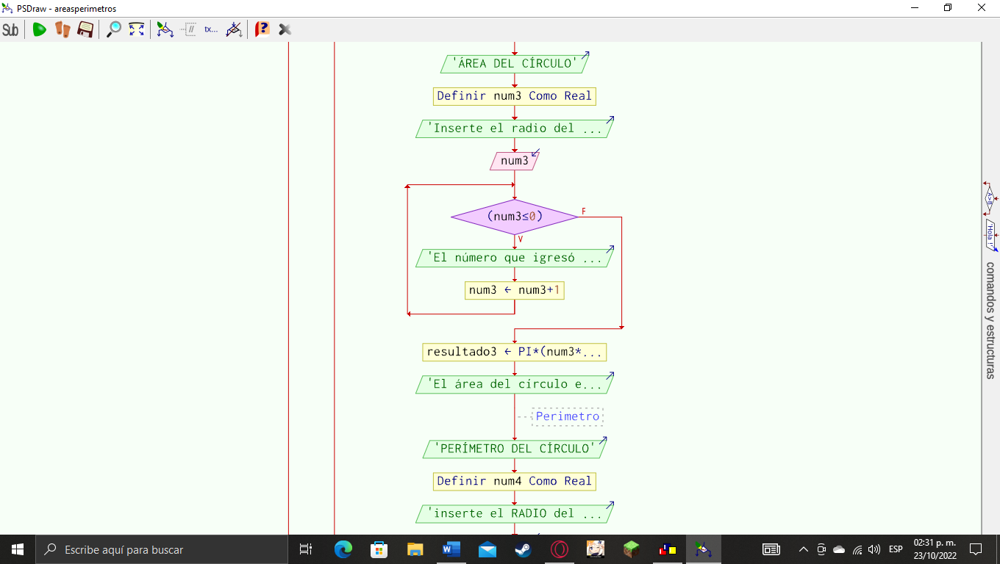 PSDraw - areasperimetros
Sub
//
tx...
?
'ÁREA DEL CÍRCULO'
Definir num3 Como Real
'Inserte el radio del ...
num3
(num3≤0)
F
V
'El número que igresó ...
num3 ← num3+1
resultado3 ← PI*(num3*...
'El área del círculo e...
Perimetro
'PERÍMETRO DEL CÍRCULO'
Definir num4 Como Real
'inserte el RADIO del ...
A>B
'Hola !'
comandos y estructuras
Escribe aquí para buscar
ESP
02:31 p. m.
23/10/2022